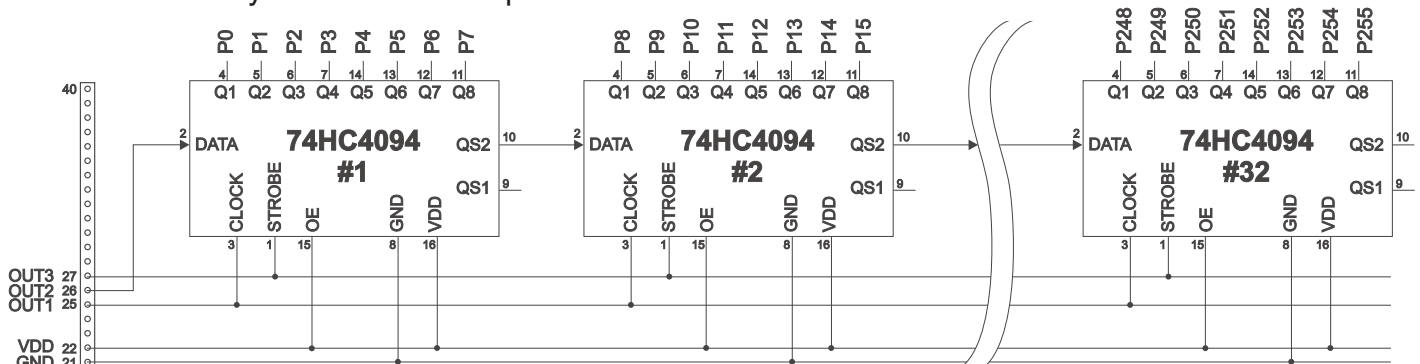 P0 P1 P2 P3 P4 P5 P6 P7 P8 P9 P10 P11 P12 P13 P14 P15 P248 P249 P250 P251 P252 P253 P254 P255
4 5 6 7 14 13 12 11 4 5 6 7 14 13 12 11 4 5 6 7 14 13 12 11
40 Q1 Q2 Q3 Q4 Q5 Q6 Q7 Q8 Q1 Q2 Q3 Q4 Q5 Q6 Q7 Q8 Q1 Q2 Q3 Q4 Q5 Q6 Q7 Q8
2 DATA 74HC4094 QS2 10 2 DATA 74HC4094 QS2 10 2 DATA 74HC4094 QS2 10
#1 #2 #32
QS1 9 QS1 9 QS1 9
CLOCK STROBE OE GND VDD CLOCK STROBE OE GND VDD CLOCK STROBE OE GND VDD
3 1 15 8 16 3 1 15 8 16 3 1 15 8 16
OUT3 27
OUT2 26
OUT1 25
VDD 22
GND 21